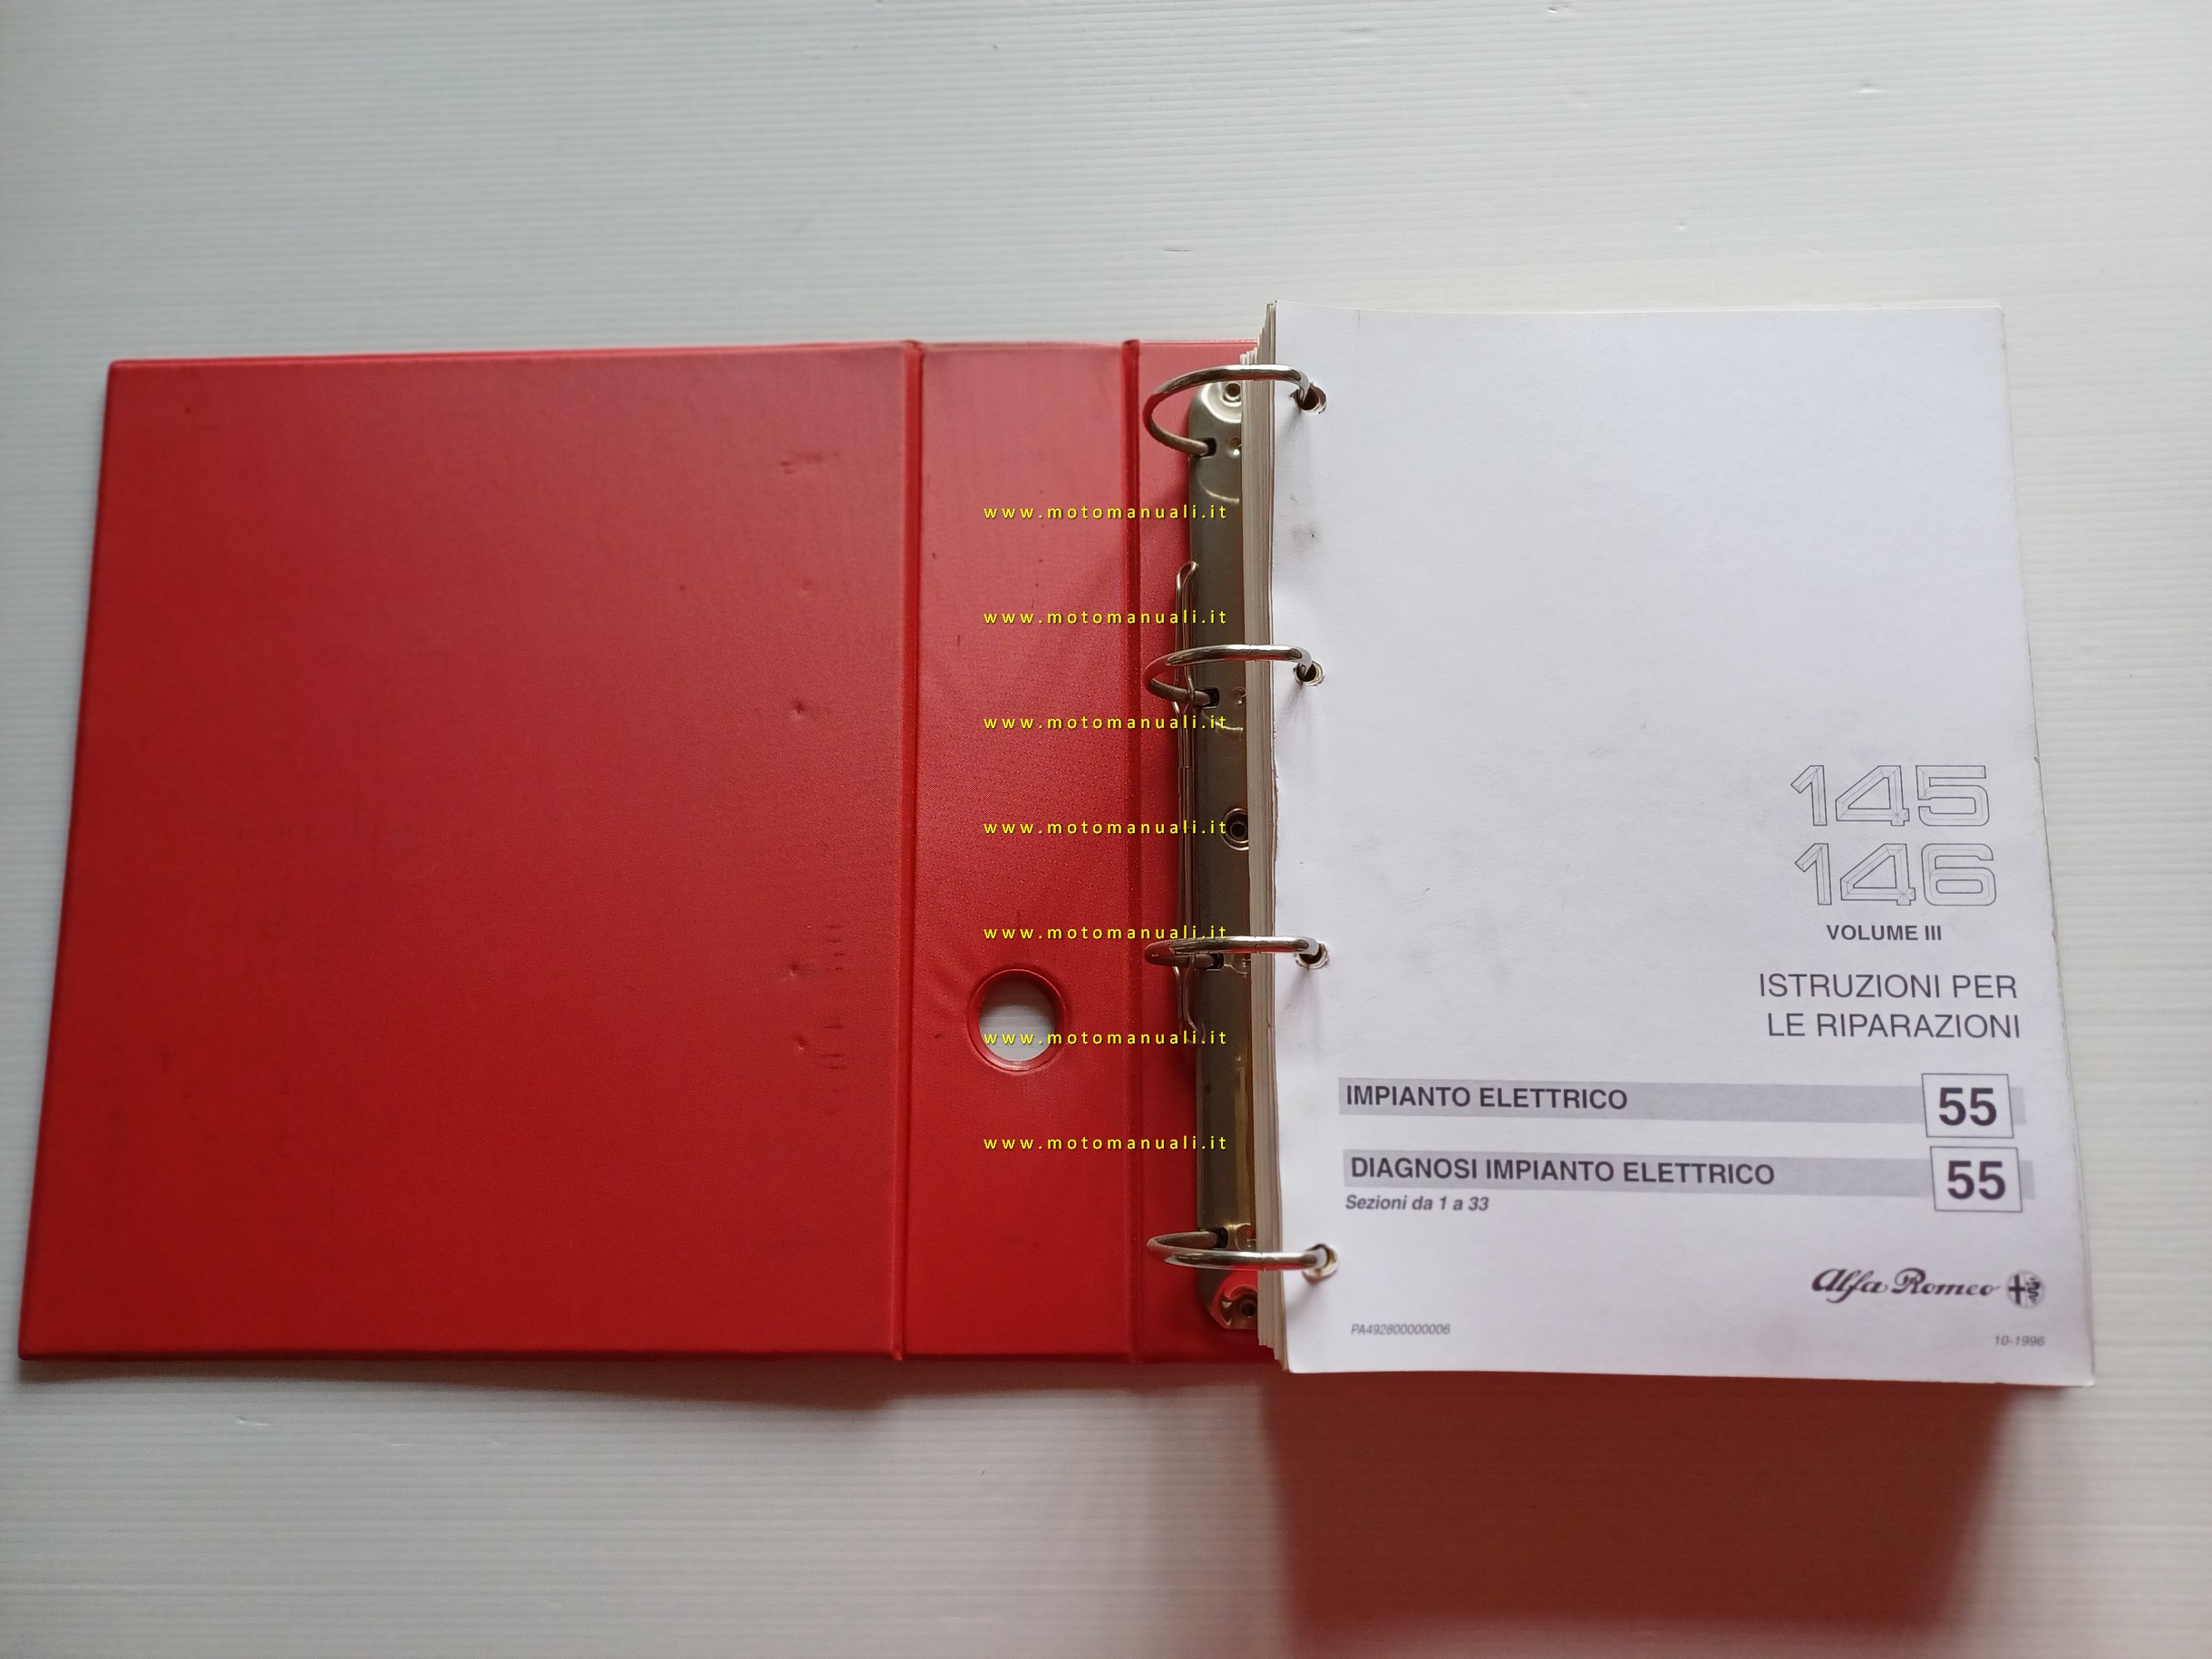 www.motomanuali.it
www.motomanuali.it
www.motomanuali.it
www.motomanuali.it
www.motomanuali.it
www.motomanuali.it
www.motomanuali.it
145
146
VOLUME III
ISTRUZIONI PER
LE RIPARAZIONI
IMPIANTO ELETTRICO 55
DIAGNOSI IMPIANTO ELETTRICO 55
Sezioni da 1 a 33
Alfa Romeo
PA492800000006
10-1996